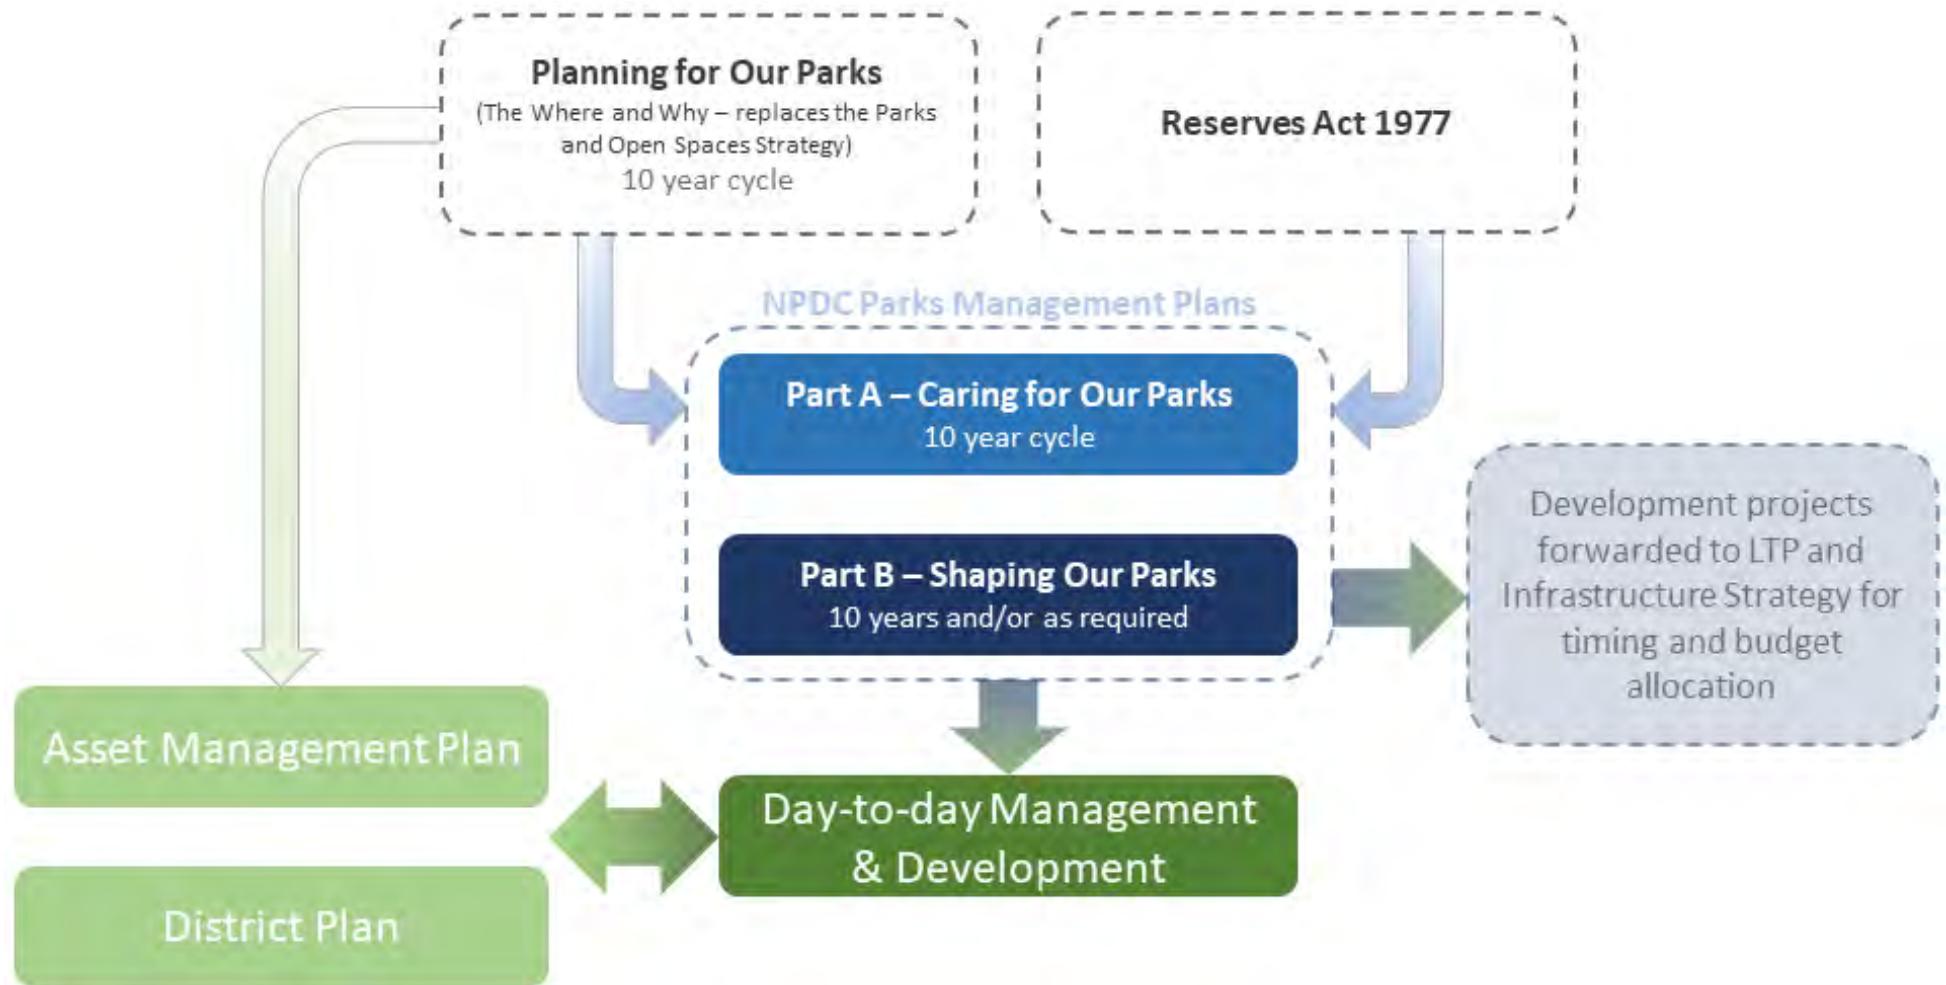 Planning for Our Parks
(The Where and Why – replaces the Parks
and Open Spaces Strategy)
10 year cycle
Reserves Act 1977
NPDC Parks Management Plans
Part A – Caring for Our Parks
10 year cycle
Part B – Shaping Our Parks
10 years and/or as required
Development projects
forwarded to LTP and
Infrastructure Strategy for
timing and budget
allocation
Asset Management Plan
Day-to-day Management
& Development
District Plan